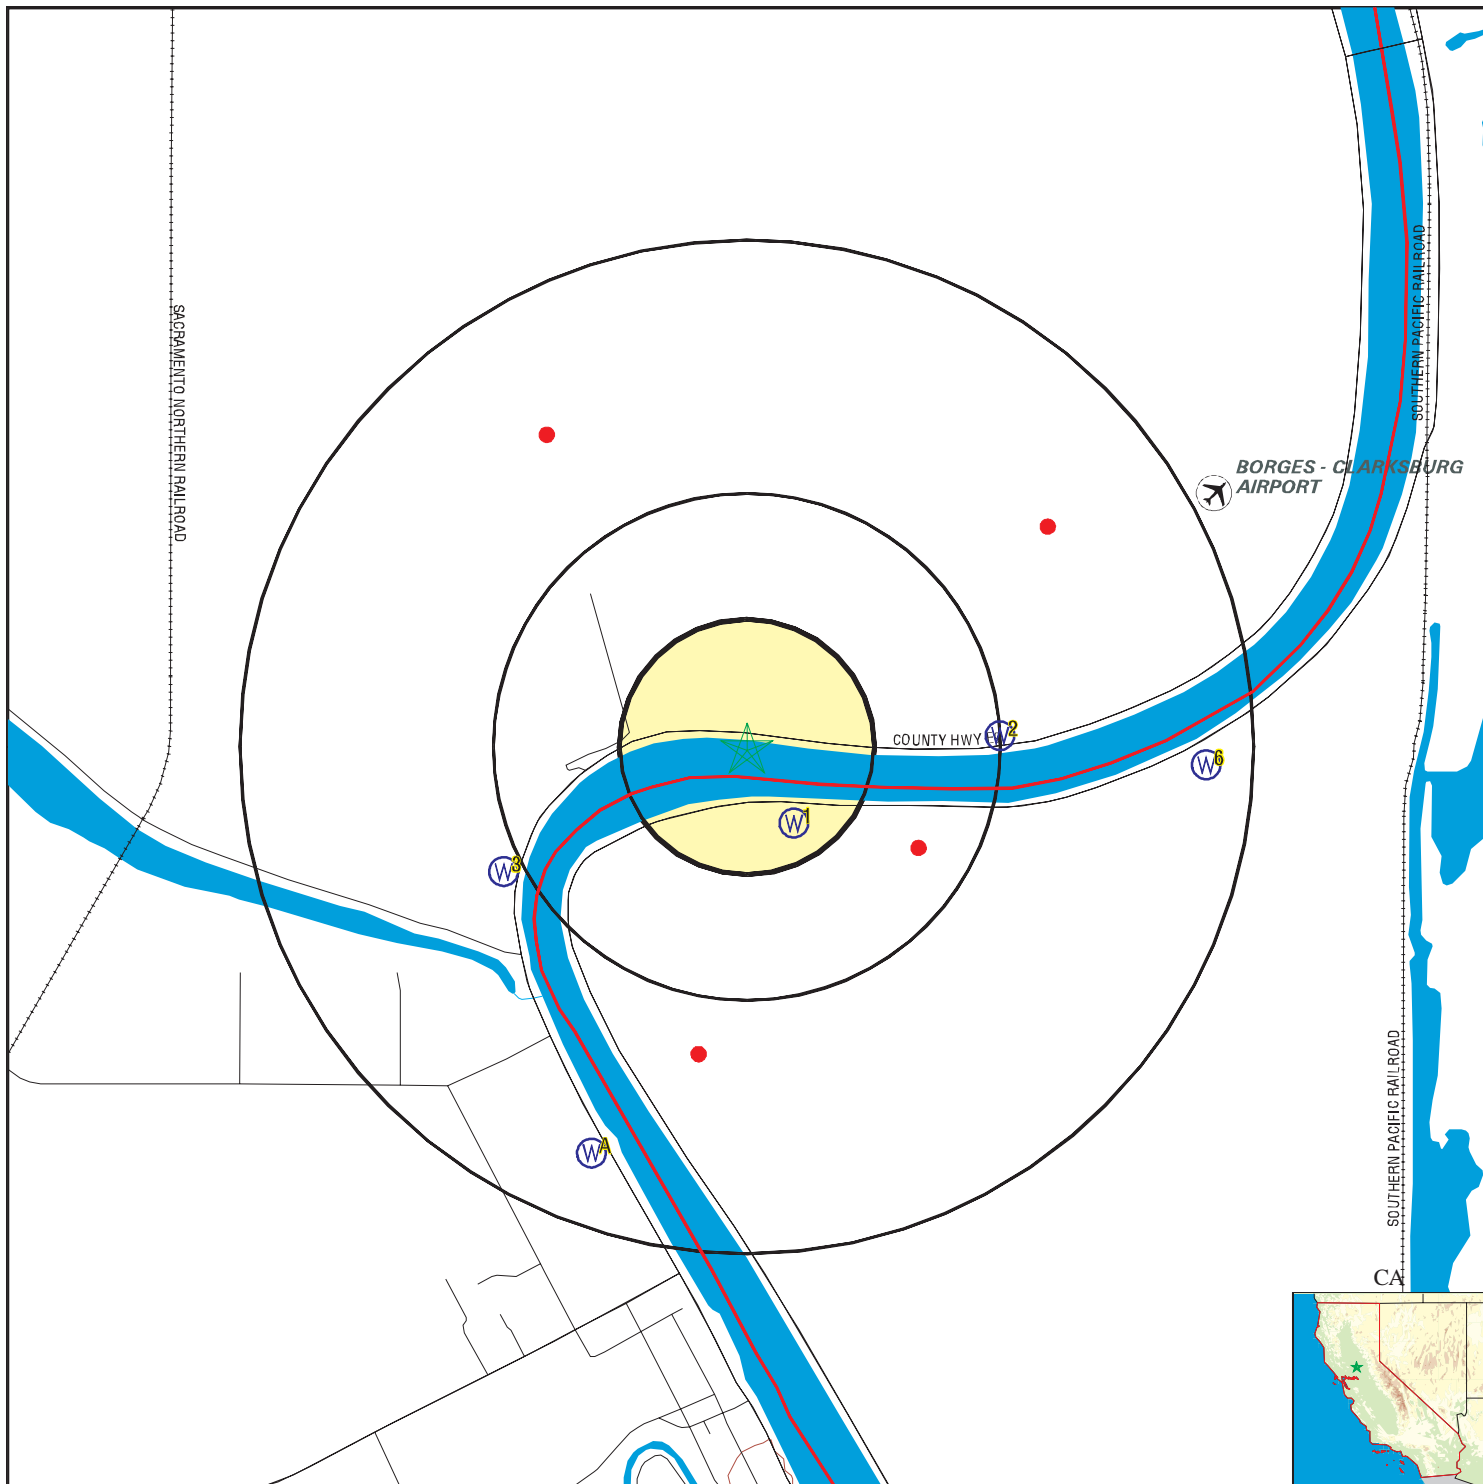 SOUTHERN PACIFIC RAILROAD
SACRAMENTO NORTHERN RAILROAD
BORGES - CLARKSBURG
AIRPORT
COUNTY HWY
W2
W6
W1
W3
SOUTHERN PACIFIC RAILROAD
WA
CA